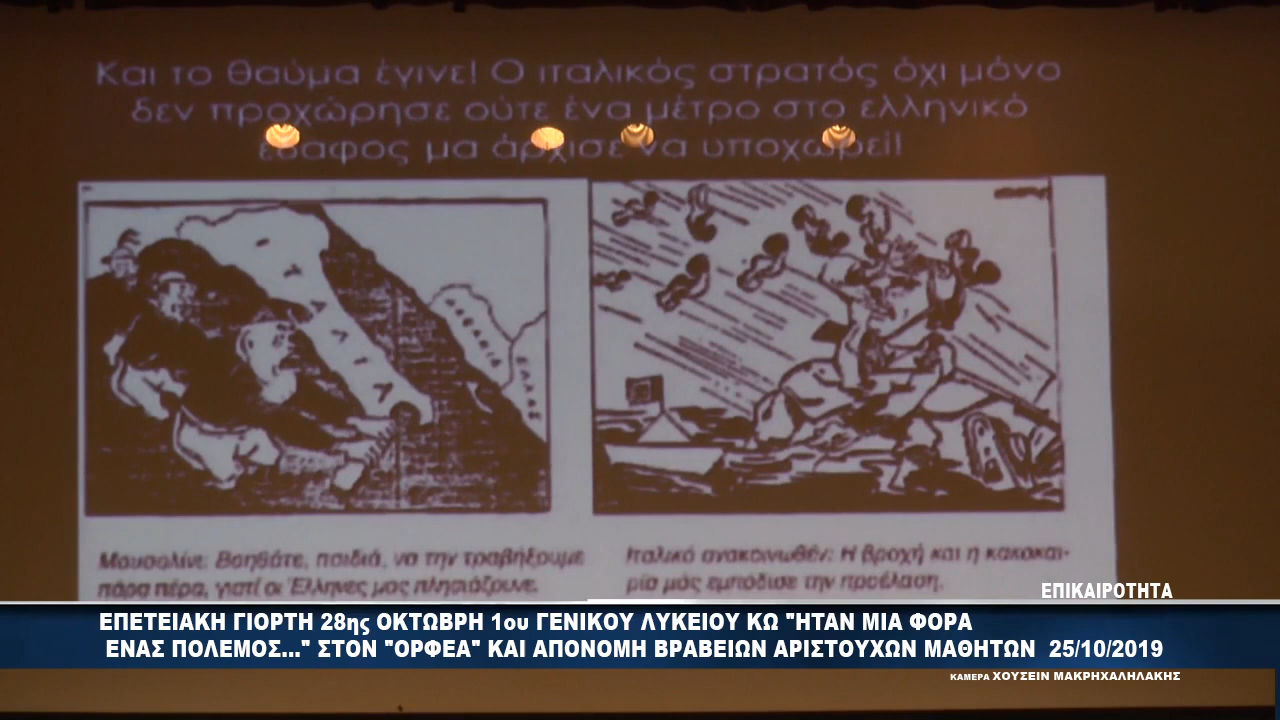 Και το θαύμα έγινε! Ο ιταλικός στρατός όχι μόνο
δεν προχώρησε ούτε ένα μέτρο στο ελληνικό
έδαφος μα άρχισε να υποχωρεί!
ΙΤΑΛΙΑ
ΑΛΒΑΝΙΑ
ΕΛΛΑΣ
Μουσολίνι: Βοηθάτε, παιδιά, να την τραβήξουμε
πάρα πέρα, γιατί οι Έλληνες μας πλησιάζουνε.
Ιταλικό ανακοινωθέν: Η βροχή και η κακοκαι-
ρία μάς εμπόδισε την προέλαση.
ΕΠΙΚΑΙΡΟΤΗΤΑ
ΕΠΕΤΕΙΑΚΗ ΓΙΟΡΤΗ 28ης ΟΚΤΩΒΡΗ 1ου ΓΕΝΙΚΟΥ ΛΥΚΕΙΟΥ ΚΩ "ΗΤΑΝ ΜΙΑ ΦΟΡΑ
ΕΝΑΣ ΠΟΛΕΜΟΣ..." ΣΤΟΝ "ΟΡΦΕΑ" ΚΑΙ ΑΠΟΝΟΜΗ ΒΡΑΒΕΙΩΝ ΑΡΙΣΤΟΥΧΩΝ ΜΑΘΗΤΩΝ 25/10/2019
ΚΑΜΕΡΑ ΧΟΥΣΕΙΝ ΜΑΚΡΗΧΑΛΗΛΑΚΗΣ